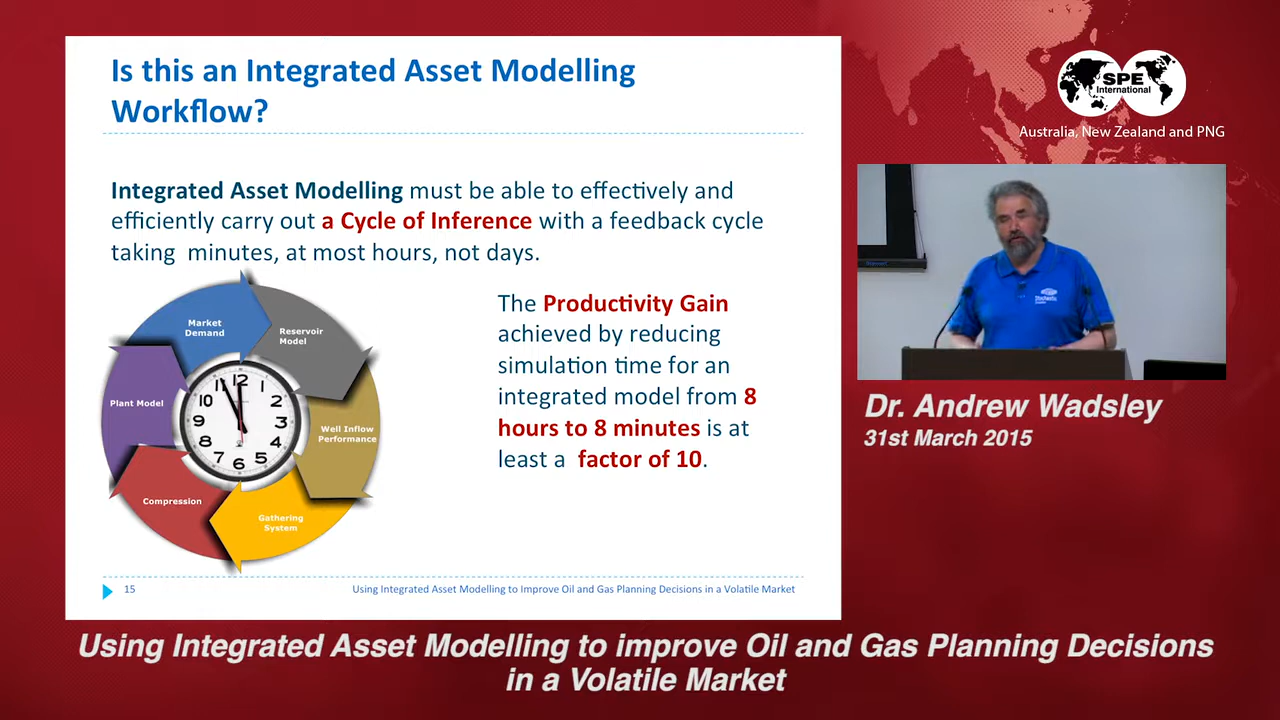 Is this an Integrated Asset Modelling
Workflow?
Integrated Asset Modelling must be able to effectively and
efficiently carry out a Cycle of Inference with a feedback cycle
taking minutes, at most hours, not days.
Market
Demand
Reservoir
Model
Well Inflow
Performance
Gathering
System
Compression
Plant Model
12
1
2
3
4
5
6
7
8
9
10
11
The Productivity Gain
achieved by reducing
simulation time for an
integrated model from 8
hours to 8 minutes is at
least a factor of 10.
15
Using Integrated Asset Modelling to Improve Oil and Gas Planning Decisions in a Volatile Market
SPE
International
Australia, New Zealand and PNG
Dr. Andrew Wadsley
31st March 2015
Using Integrated Asset Modelling to improve Oil and Gas Planning Decisions
in a Volatile Market